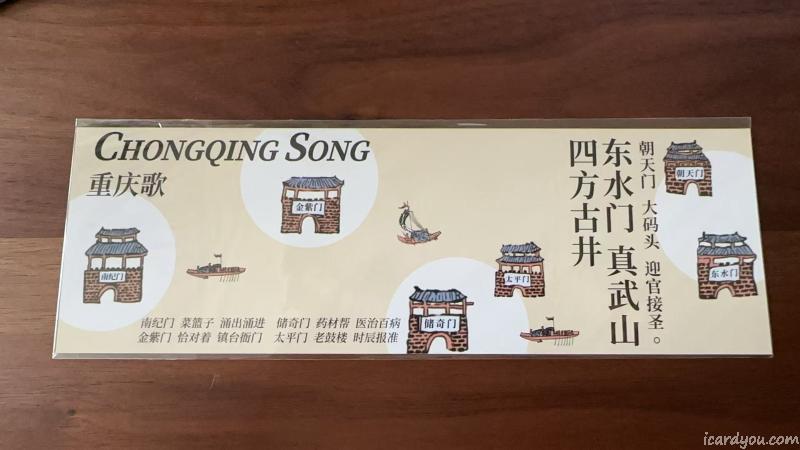 CHONGQING SONG
重庆歌
金紫门
南纪门
太平门
储奇门
朝天门
东水门
朝天门 大码头 迎官接圣。
东水门 真武山
四方古井
南纪门 菜篮子 涌出涌进 储奇门 药材帮 医治百病
金紫门 恰对着 镇台衙门 太平门 老鼓楼 时辰报准
icardyou.com